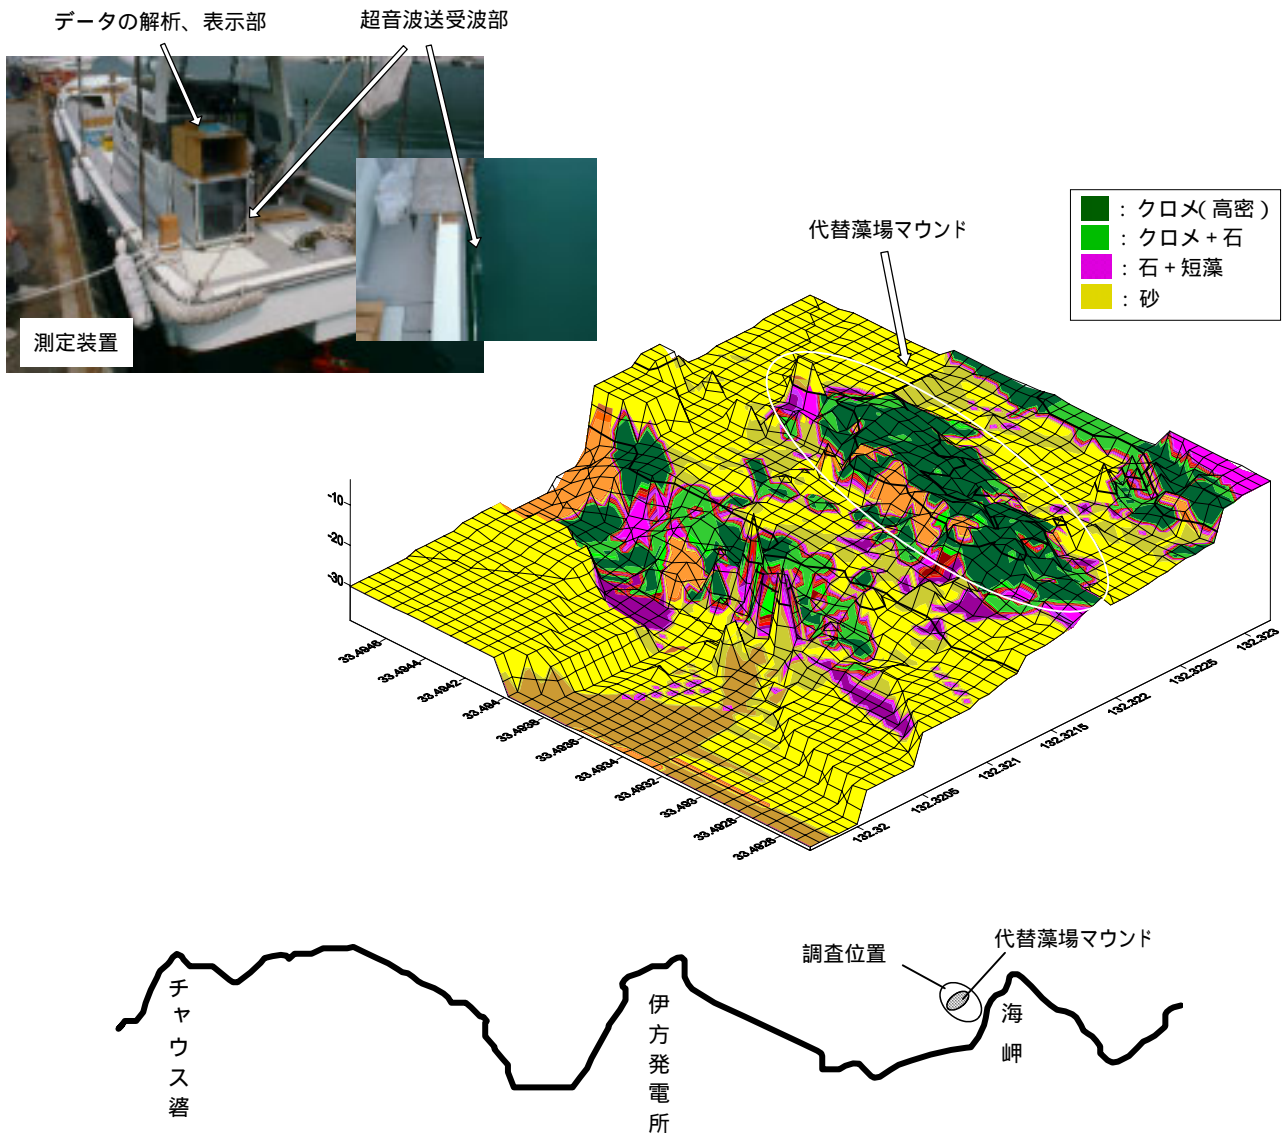 データの解析、表示部
超音波送受波部
測定装置
代替藻場マウンド
：クロメ(高密)
：クロメ+石
：石+短藻
：砂
-10
-20
-30
33.4946
33.4944
33.4942
33.494
33.4938
33.4936
33.4934
33.4932
33.493
33.4928
33.4926
132.32
132.3205
132.321
132.3215
132.322
132.3225
132.323
調査位置
代替藻場マウンド
チャウス碆
伊方発電所
海岬